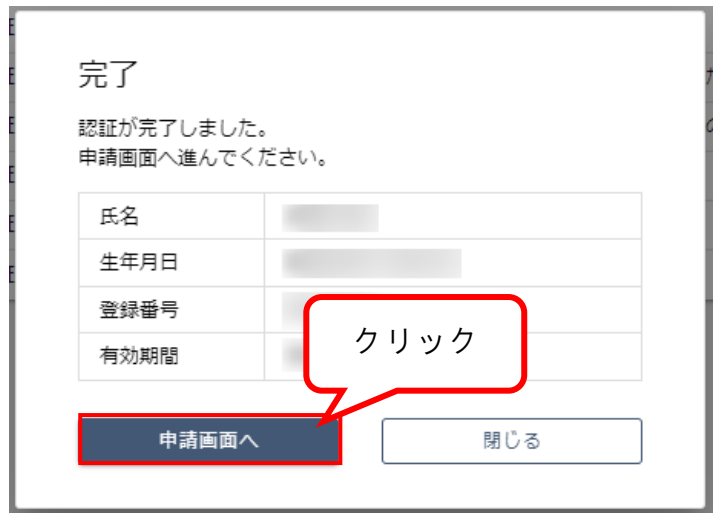 完了
認証が完了しました。
申請画面へ進んでください。
氏名
生年月日
登録番号
有効期間
クリック
申請画面へ
閉じる